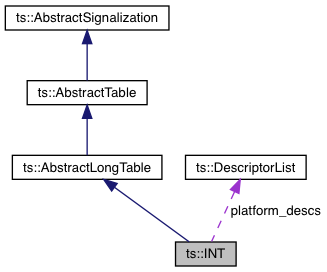 ts::AbstractSignalization
ts::AbstractTable
ts::AbstractLongTable
ts::DescriptorList
platform_descs
ts::INT